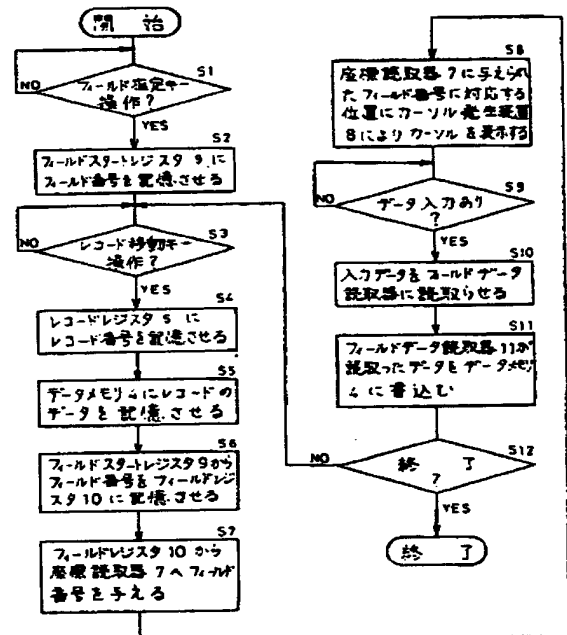 開 始
S1
フィールド指定キー
操作?
NO
YES
S2
フィールドスタートレジスタ 9 に
フィールド番号を記憶させる
S3
レコード移動キー
操作?
NO
YES
S4
レコードレジスタ 5 に
レコード番号を記憶させる
S5
データメモリ4にレコードの
データを記憶させる
S6
フィールドスタートレジスタ9から
フィールド番号をフィールドレジ
スタ10 に記憶させる
S7
フィールドレジスタ 10 から
座標読取器 7 へフィールド
番号を与える
S8
座標読取器 7 に与えられ
たフィールド番号に対応する
位置にカーソル発生装置
8によりカーソルを表示する
S9
データ入力あり
?
NO
YES
S10
入力データをフィールドデータ
読取器に読取らせる
S11
フィールドデータ読取器11が
読取ったデータをデータメモリ
4に書込む
S12
終 了
?
NO
YES
終 了